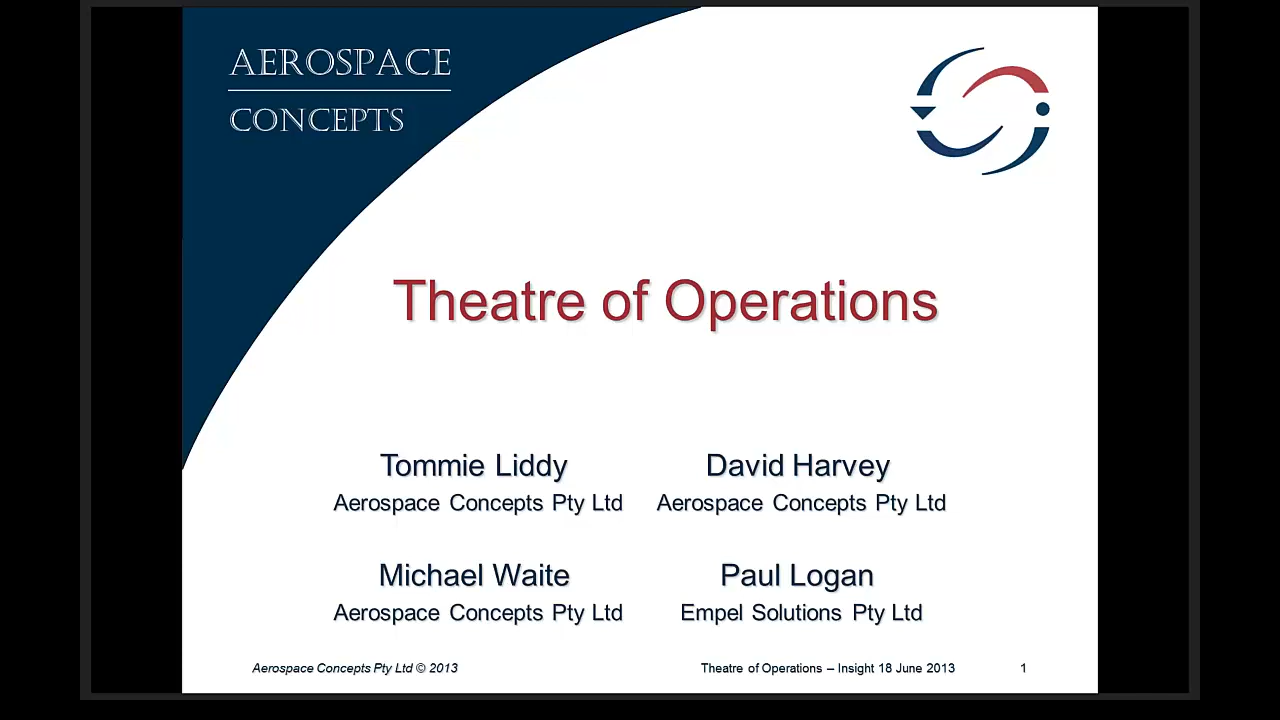 AEROSPACE
CONCEPTS
Theatre of Operations
Tommie Liddy
Aerospace Concepts Pty Ltd
David Harvey
Aerospace Concepts Pty Ltd
Michael Waite
Aerospace Concepts Pty Ltd
Paul Logan
Empel Solutions Pty Ltd
Aerospace Concepts Pty Ltd © 2013
Theatre of Operations – Insight 18 June 2013
1